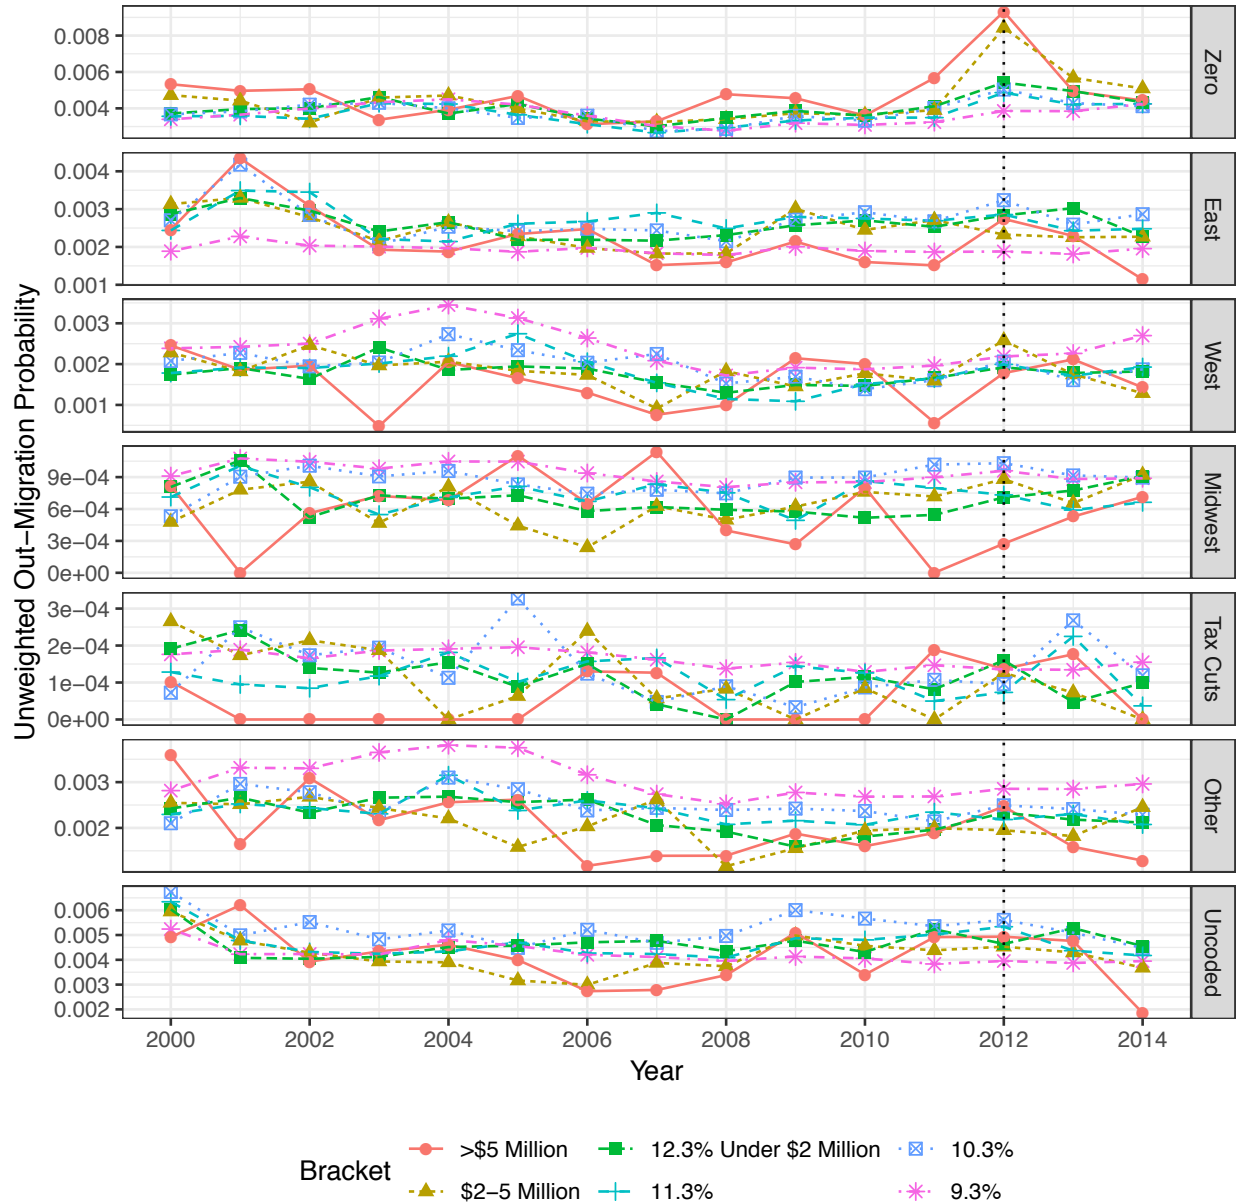 Unweighted Out−Migration Probability
0.008
0.006
0.004
Zero
0.004
0.003
0.002
0.001
East
0.003
0.002
0.001
West
9e−04
6e−04
3e−04
0e+00
Midwest
3e−04
2e−04
1e−04
0e+00
Tax Cuts
0.003
0.002
Other
0.006
0.005
0.004
0.003
0.002
Uncoded
2000 2002 2004 2006 2008 2010 2012 2014
Year
Bracket
>$5 Million 12.3% Under $2 Million 10.3%
$2−5 Million 11.3% 9.3%